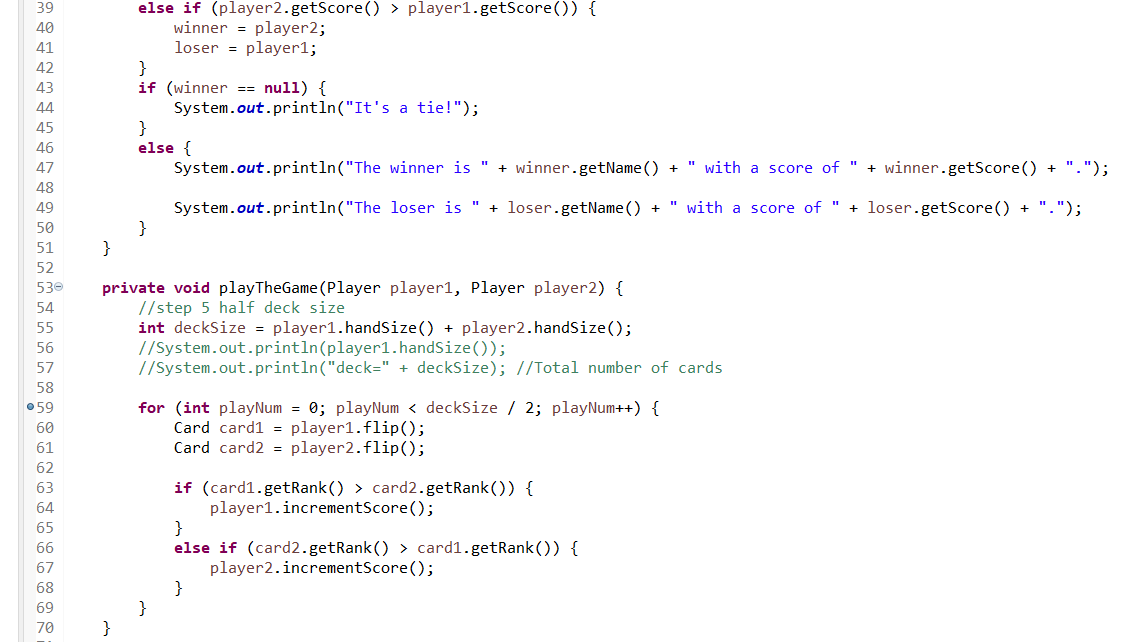 39 else if (player2.getScore() > player1.getScore()) {
40 winner = player2;
41 loser = player1;
42 }
43 if (winner == null) {
44 System.out.println("It's a tie!");
45 }
46 else {
47 System.out.println("The winner is " + winner.getName() + " with a score of " + winner.getScore() + ".");
48
49 System.out.println("The loser is " + loser.getName() + " with a score of " + loser.getScore() + ".");
50 }
51 }
52
53 private void playTheGame(Player player1, Player player2) {
54 //step 5 half deck size
55 int deckSize = player1.handSize() + player2.handSize();
56 //System.out.println(player1.handSize());
57 //System.out.println("deck=" + deckSize); //Total number of cards
58
59 for (int playNum = 0; playNum < deckSize / 2; playNum++) {
60 Card card1 = player1.flip();
61 Card card2 = player2.flip();
62
63 if (card1.getRank() > card2.getRank()) {
64 player1.incrementScore();
65 }
66 else if (card2.getRank() > card1.getRank()) {
67 player2.incrementScore();
68 }
69 }
70 }